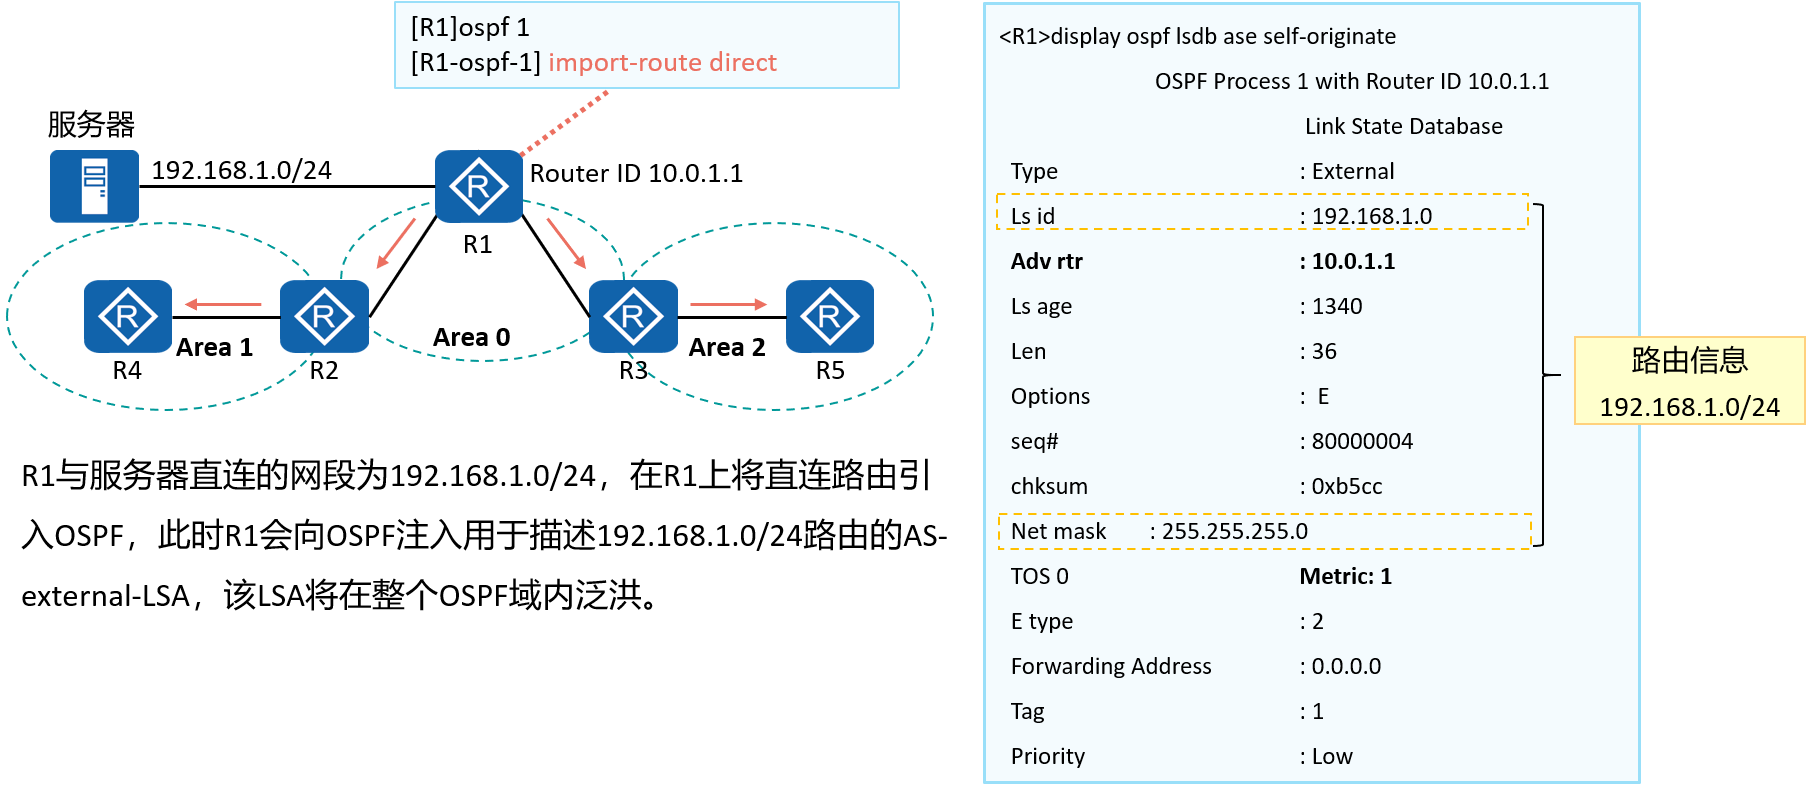 [R1]ospf 1
[R1-ospf-1] import-route direct
服务器
192.168.1.0/24
Router ID 10.0.1.1
R1
Area 0
Area 1
Area 2
R4
R2
R3
R5
R1与服务器直连的网段为192.168.1.0/24，在R1上将直连路由引
入OSPF，此时R1会向OSPF注入用于描述192.168.1.0/24路由的AS-
external-LSA，该LSA将在整个OSPF域内泛洪。
<R1>display ospf lsdb ase self-originate
OSPF Process 1 with Router ID 10.0.1.1
Link State Database
Type : External
Ls id : 192.168.1.0
Adv rtr : 10.0.1.1
Ls age : 1340
Len : 36
Options : E
seq# : 80000004
chksum : 0xb5cc
Net mask : 255.255.255.0
TOS 0 Metric: 1
E type : 2
Forwarding Address : 0.0.0.0
Tag : 1
Priority : Low
路由信息
192.168.1.0/24